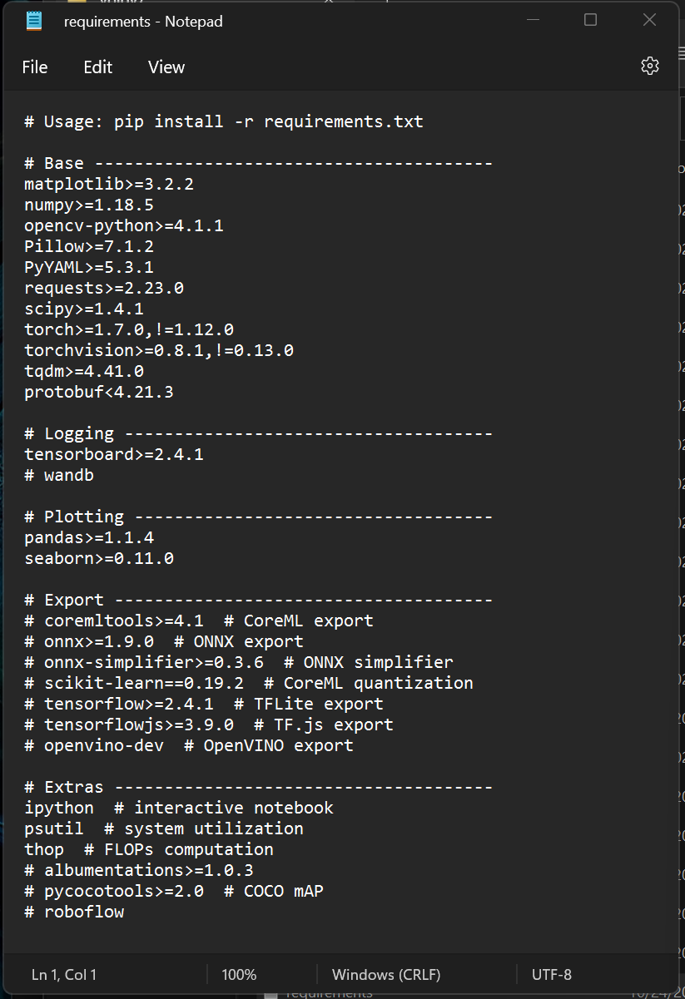 requirements - Notepad
File Edit View
# Usage: pip install -r requirements.txt
# Base ----------------------------------------
matplotlib>=3.2.2
numpy>=1.18.5
opencv-python>=4.1.1
Pillow>=7.1.2
PyYAML>=5.3.1
requests>=2.23.0
scipy>=1.4.1
torch>=1.7.0,!=1.12.0
torchvision>=0.8.1,!=0.13.0
tqdm>=4.41.0
protobuf<4.21.3
# Logging -------------------------------------
tensorboard>=2.4.1
# wandb
# Plotting ------------------------------------
pandas>=1.1.4
seaborn>=0.11.0
# Export --------------------------------------
# coremltools>=4.1  # CoreML export
# onnx>=1.9.0  # ONNX export
# onnx-simplifier>=0.3.6  # ONNX simplifier
# scikit-learn==0.19.2  # CoreML quantization
# tensorflow>=2.4.1  # TFLite export
# tensorflowjs>=3.9.0  # TF.js export
# openvino-dev  # OpenVINO export
# Extras --------------------------------------
ipython  # interactive notebook
psutil  # system utilization
thop  # FLOPs computation
# albumentations>=1.0.3
# pycocotools>=2.0  # COCO mAP
# roboflow
Ln 1, Col 1 100% Windows (CRLF) UTF-8
requirements